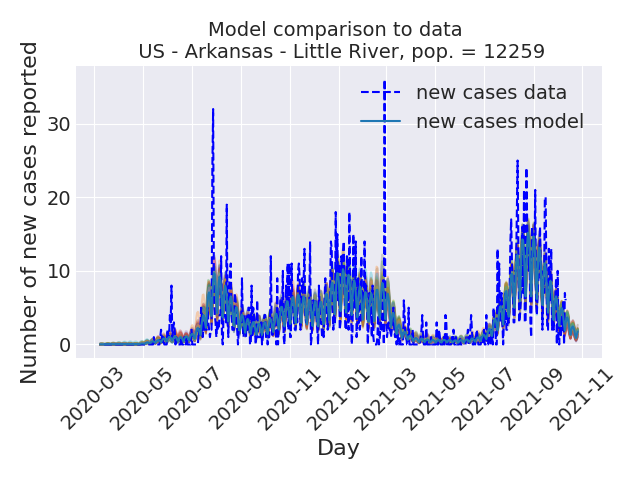 Model comparison to data
US - Arkansas - Little River, pop. = 12259
Number of new cases reported
30
20
10
0
new cases data
new cases model
2020-03
2020-05
2020-07
2020-09
2020-11
2021-01
2021-03
2021-05
2021-07
2021-09
2021-11
Day